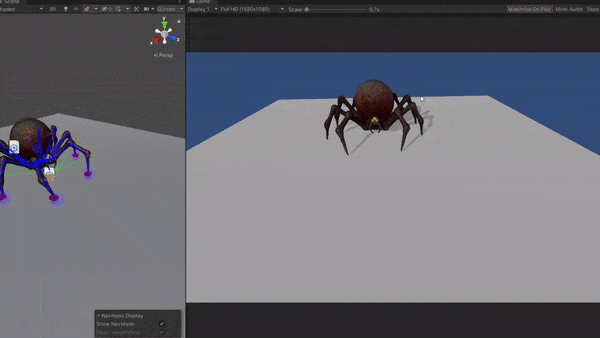 Scene
Game
Shaded
2D
Gizmos
Display 1
Full HD (1920x1080)
Scale
0.7x
Maximize On Play
Mute Audio
Stats
y
x
z
Persp
Navmesh Display
Show NavMesh
Show HeightMesh